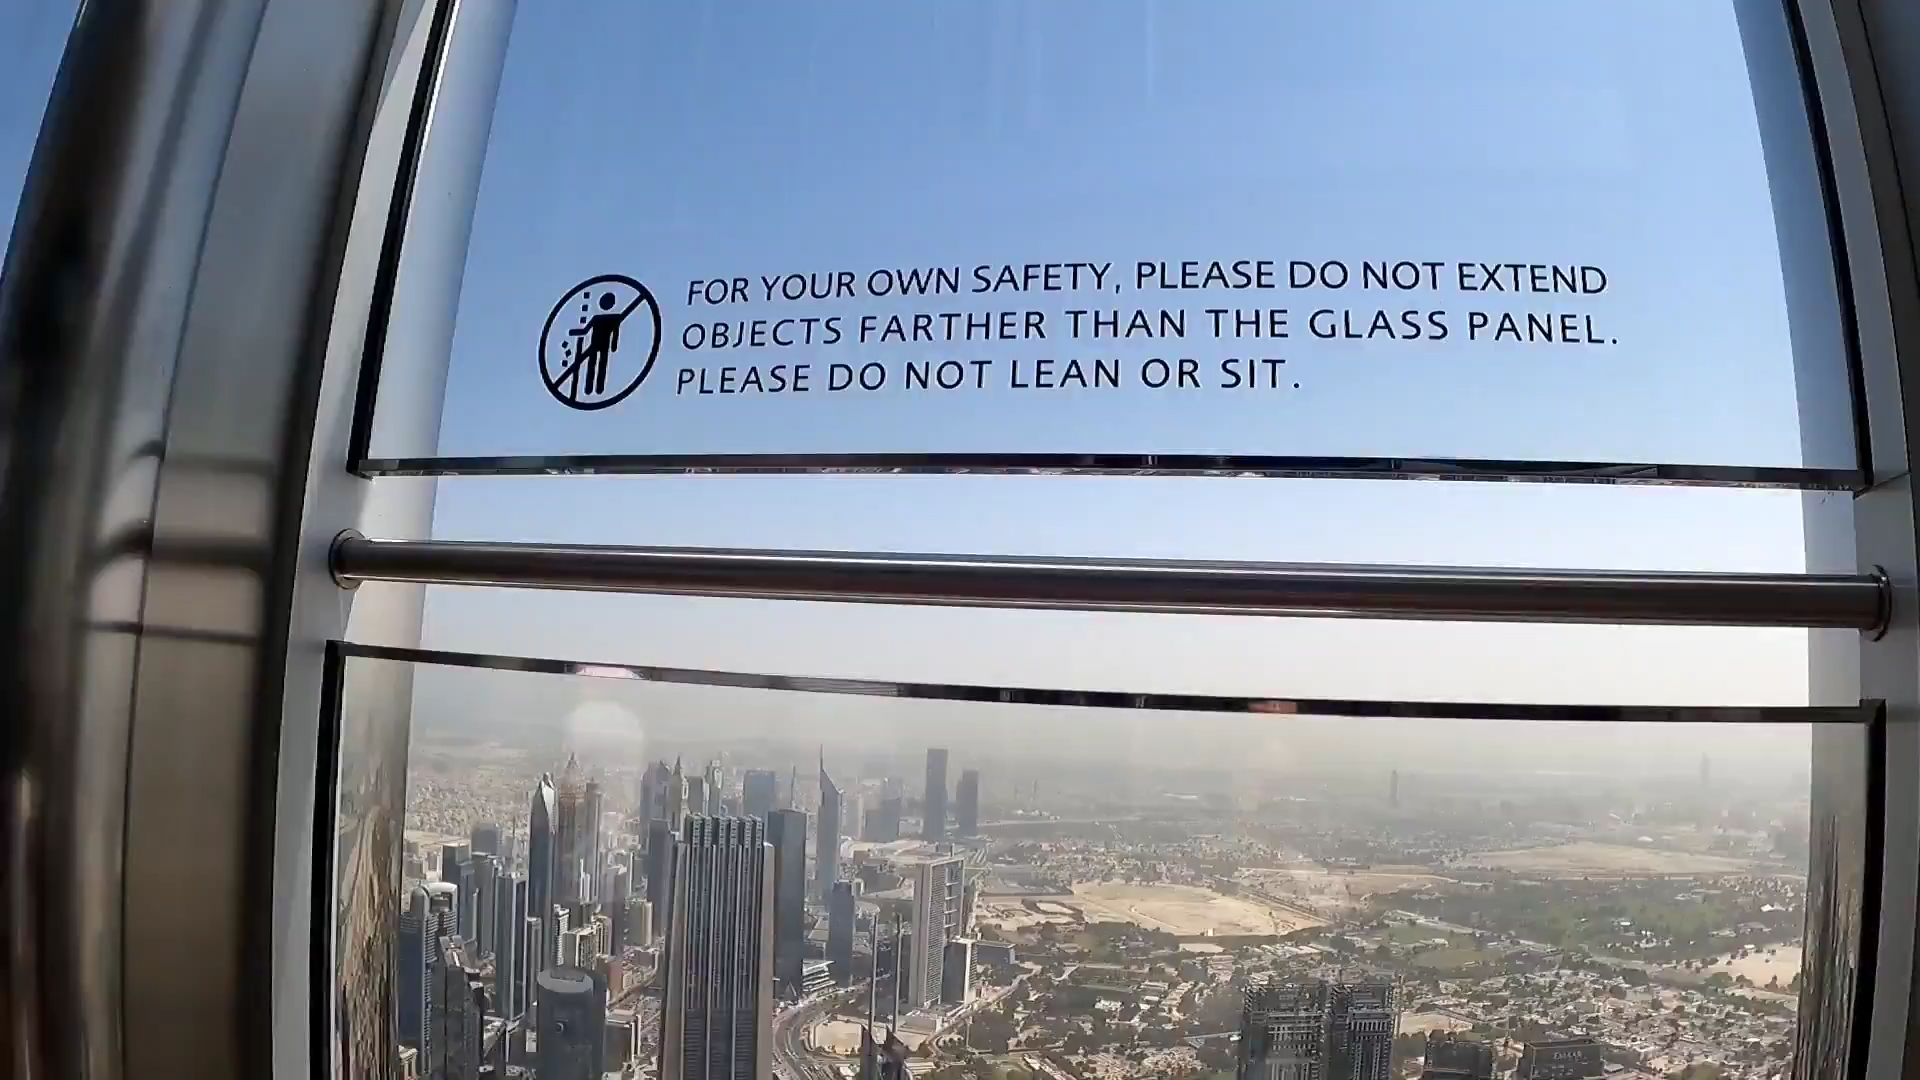 FOR YOUR OWN SAFETY, PLEASE DO NOT EXTEND
OBJECTS FARTHER THAN THE GLASS PANEL.
PLEASE DO NOT LEAN OR SIT.